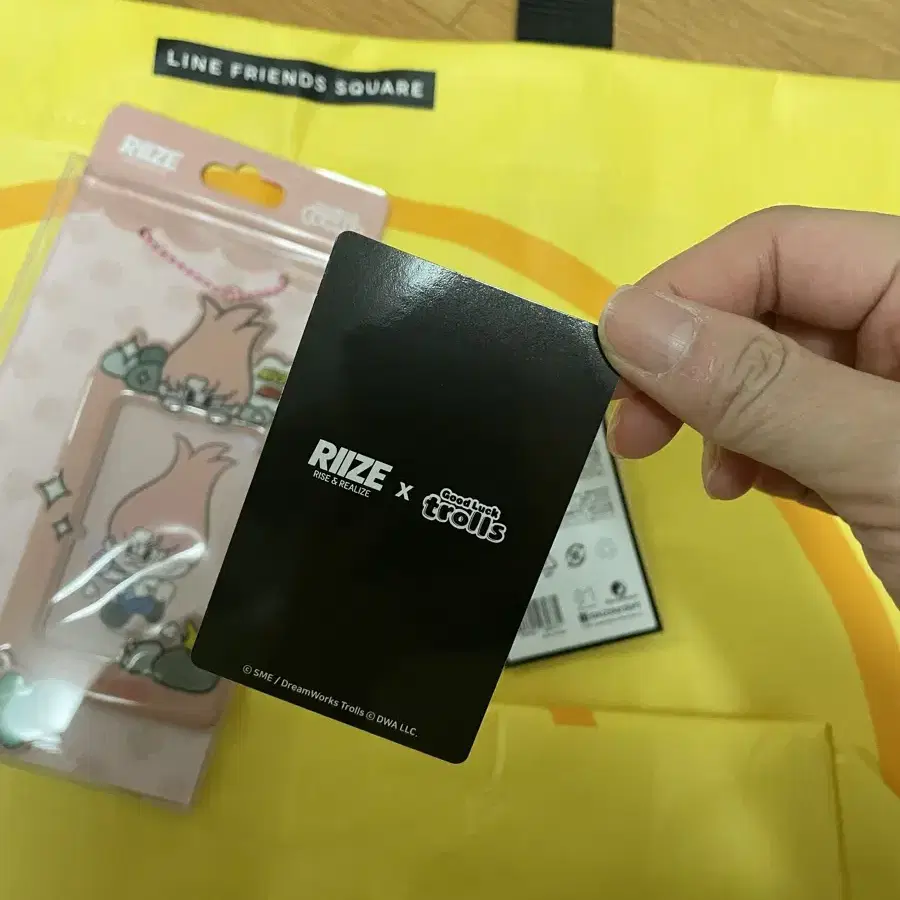 LINE FRIENDS SQUARE
RIIZE
RIIZE
RISE & REALIZE
X
Good Luck
trolls
© SME / DreamWorks Trolls © DWA LLC.